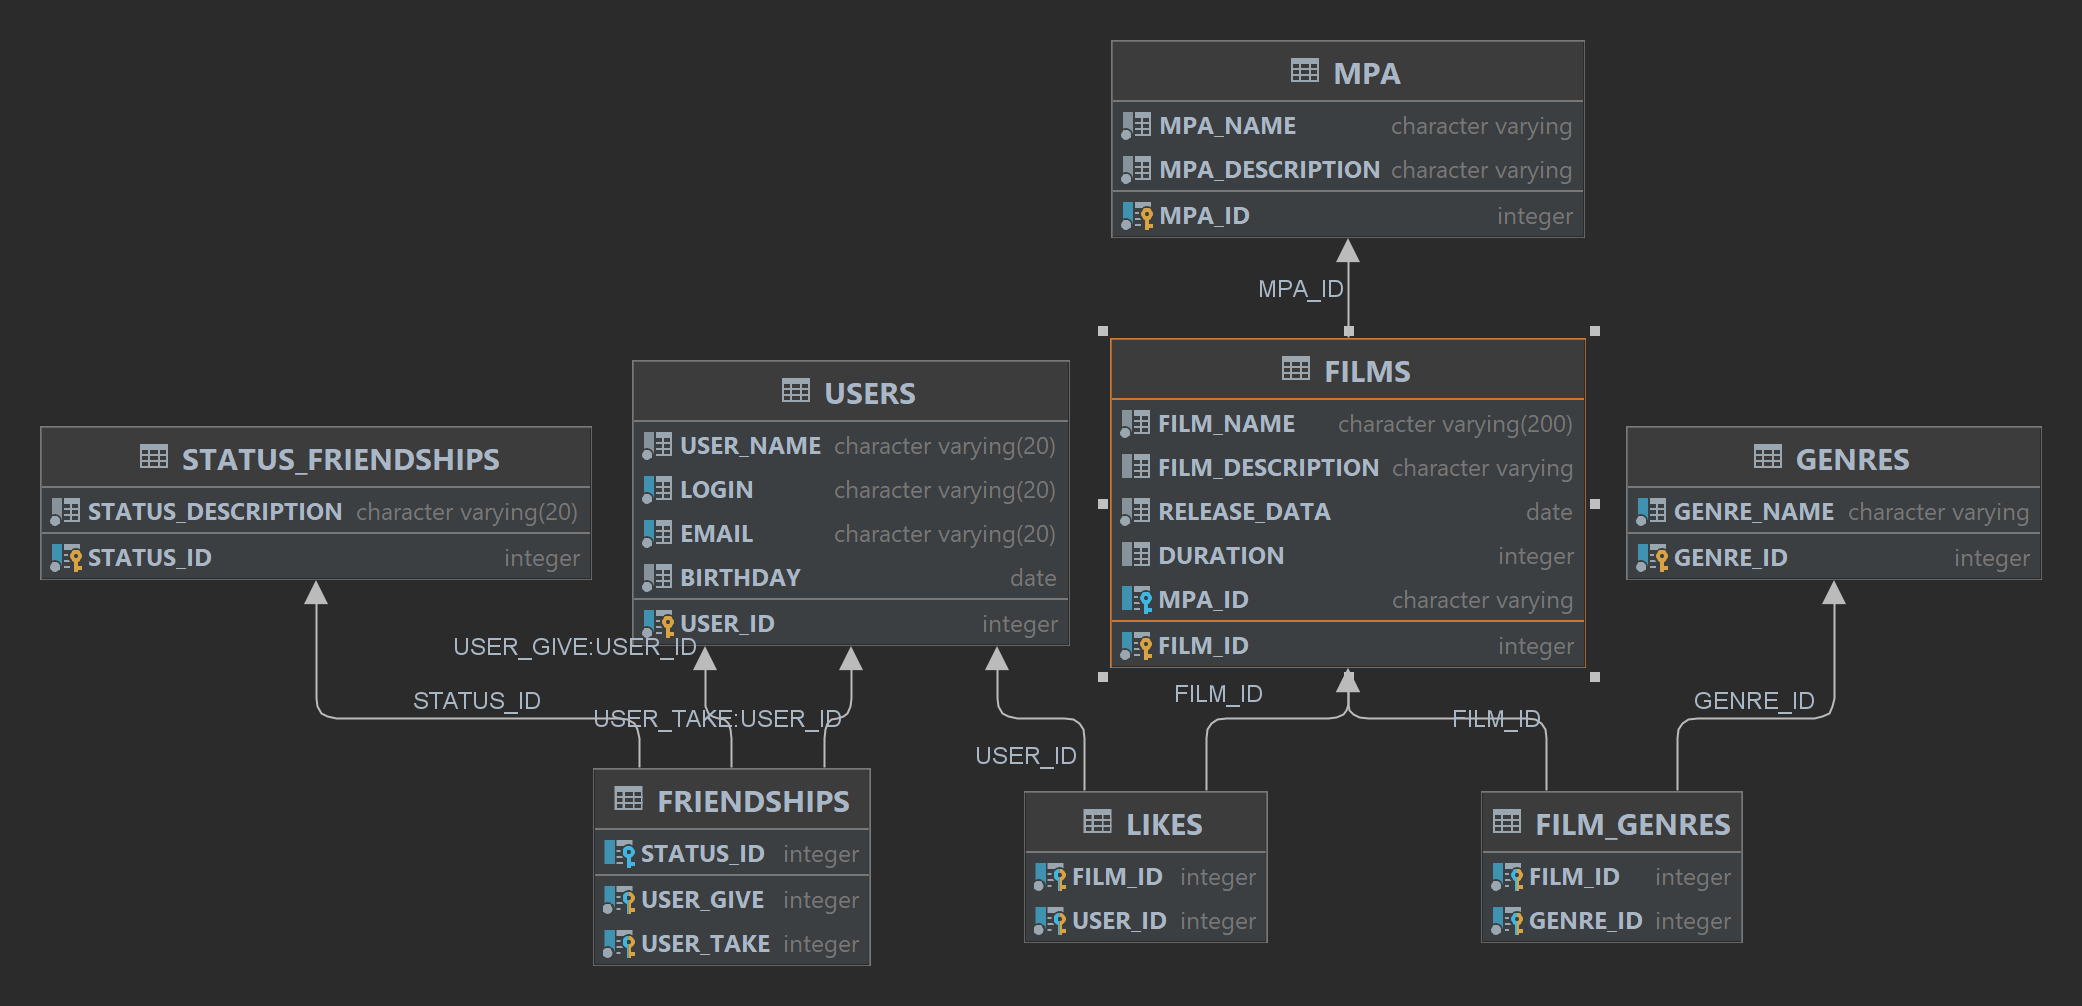 MPA
MPA_NAME character varying
MPA_DESCRIPTION character varying
MPA_ID integer
MPA_ID
FILMS
FILM_NAME character varying(200)
FILM_DESCRIPTION character varying
RELEASE_DATA date
DURATION integer
MPA_ID character varying
FILM_ID integer
USERS
USER_NAME character varying(20)
LOGIN character varying(20)
EMAIL character varying(20)
BIRTHDAY date
USER_ID integer
STATUS_FRIENDSHIPS
STATUS_DESCRIPTION character varying(20)
STATUS_ID integer
GENRES
GENRE_NAME character varying
GENRE_ID integer
USER_GIVE:USER_ID
STATUS_ID
USER_TAKE:USER_ID
USER_ID
FILM_ID
FILM_ID
GENRE_ID
FRIENDSHIPS
STATUS_ID integer
USER_GIVE integer
USER_TAKE integer
LIKES
FILM_ID integer
USER_ID integer
FILM_GENRES
FILM_ID integer
GENRE_ID integer